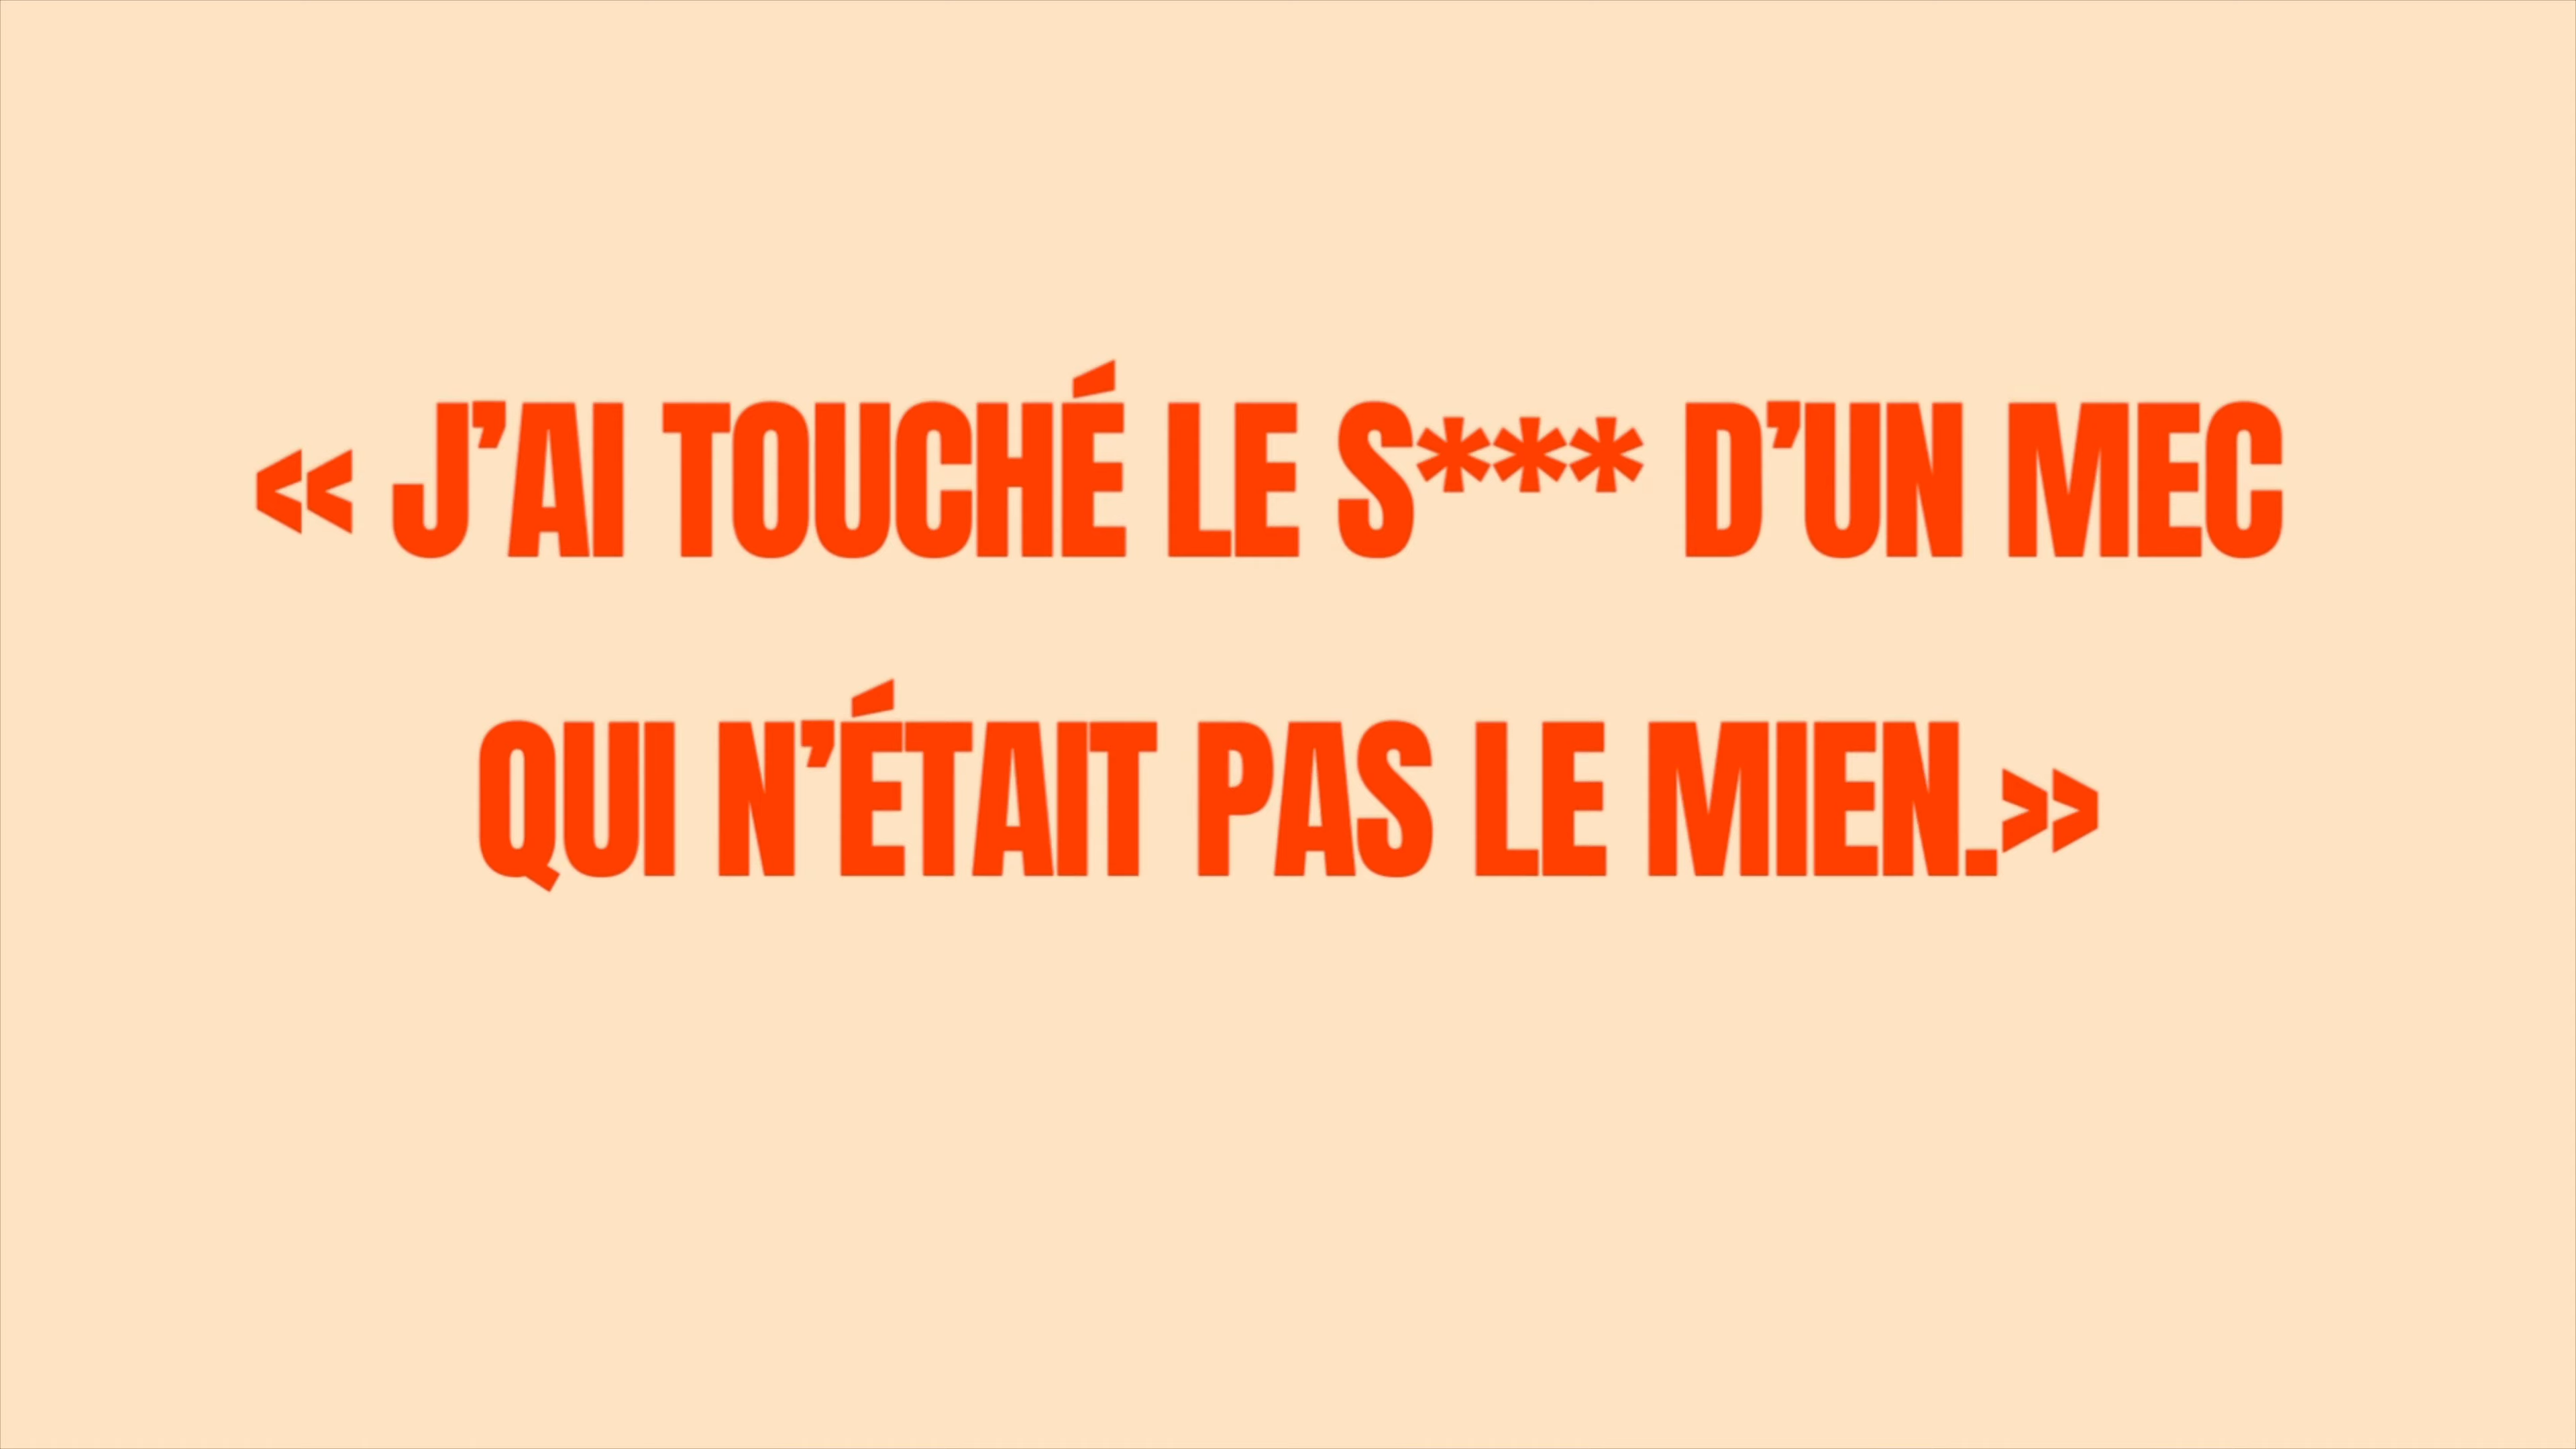 « J’AI TOUCHÉ LE S*** D’UN MEC
QUI N’ÉTAIT PAS LE MIEN.»